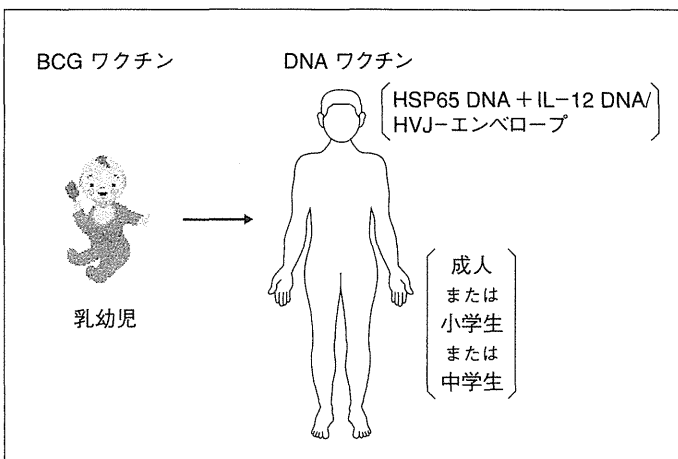 BCG ワクチン
DNA ワクチン
HSP65 DNA + IL-12 DNA/
HVJ-エンベロープ
乳幼児
成人
または
小学生
または
中学生